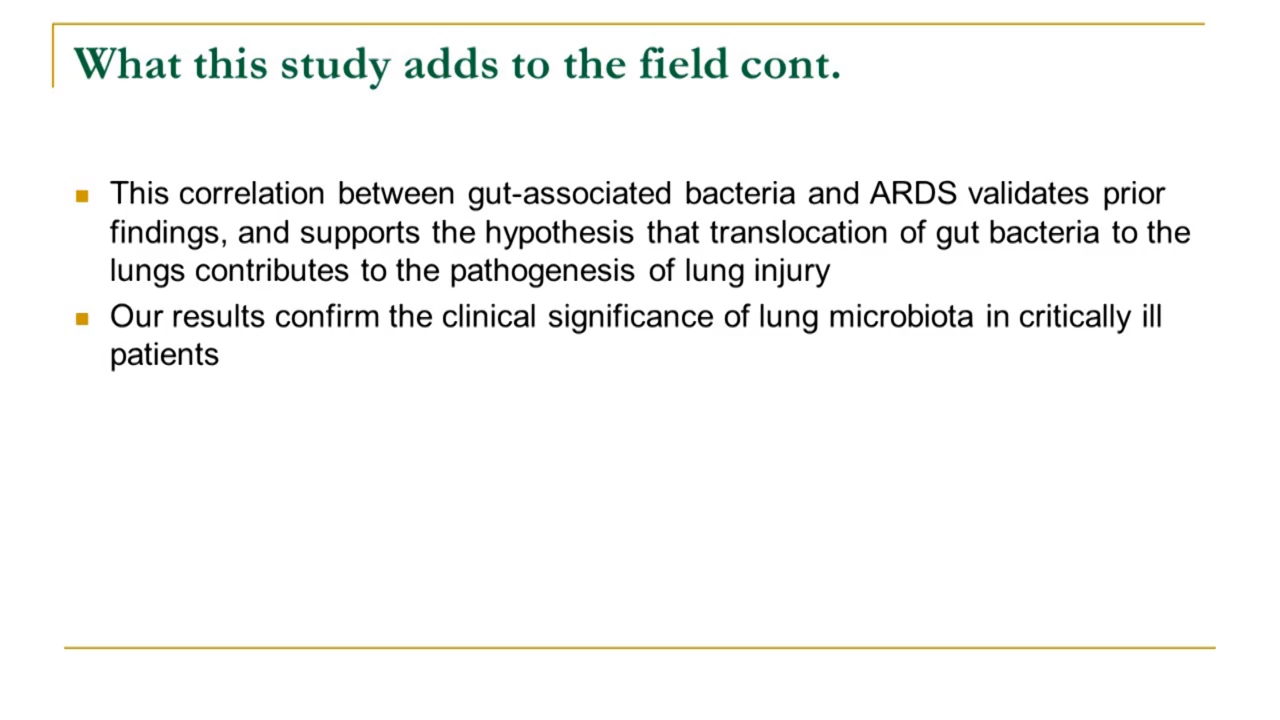 What this study adds to the field cont.
This correlation between gut-associated bacteria and ARDS validates prior
findings, and supports the hypothesis that translocation of gut bacteria to the
lungs contributes to the pathogenesis of lung injury
Our results confirm the clinical significance of lung microbiota in critically ill
patients